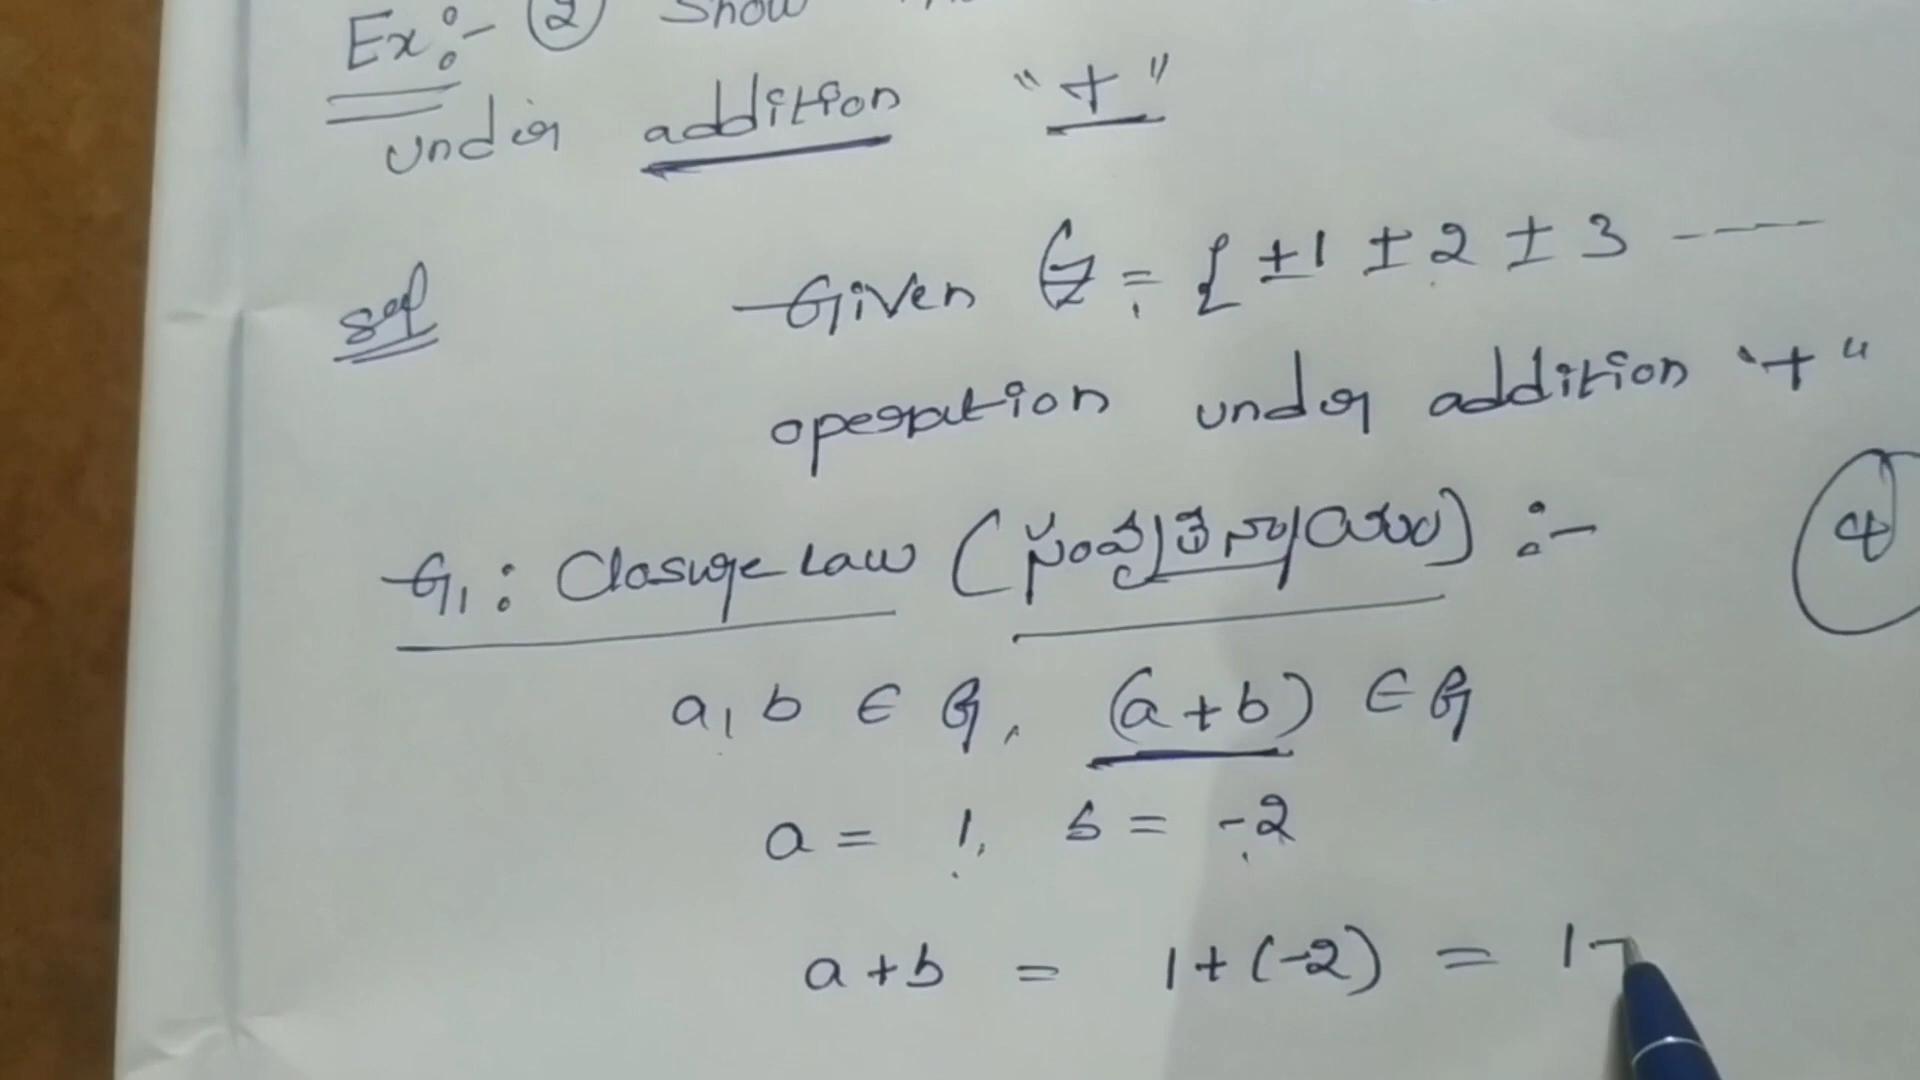 Ex:- ② Show
under addition "+"
Sol Given G = { ±1 ±2 ±3 -----
operation under addition "+"
G₁ : Closure Law (సంవృత న్యాయం) :-
a, b ∈ G, (a+b) ∈ G
a = 1, b = -2
a+b = 1+(-2) = 1-